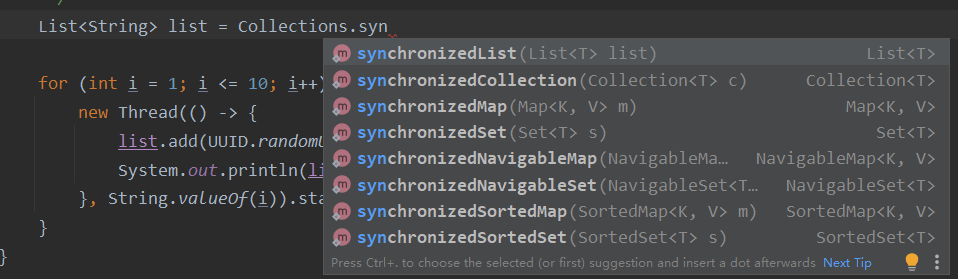 List<String> list = Collections.syn
synchronizedList(List<T> list) List<T>
for (int i = 1; i <= 10; i++) synchronizedCollection(Collection<T> c) Collection<T>
new Thread(() -> { synchronizedMap(Map<K, V> m) Map<K, V>
list.add(UUID.random synchronizedSet(Set<T> s) Set<T>
System.out.println(li synchronizedNavigableMap(NavigableMa… NavigableMap<K, V>
}, String.valueOf(i)).sta synchronizedNavigableSet(NavigableSet<T… NavigableSet<T>
} synchronizedSortedMap(SortedMap<K, V> m) SortedMap<K, V>
synchronizedSortedSet(SortedSet<T> s) SortedSet<T>
} Press Ctrl+. to choose the selected (or first) suggestion and insert a dot afterwards Next Tip